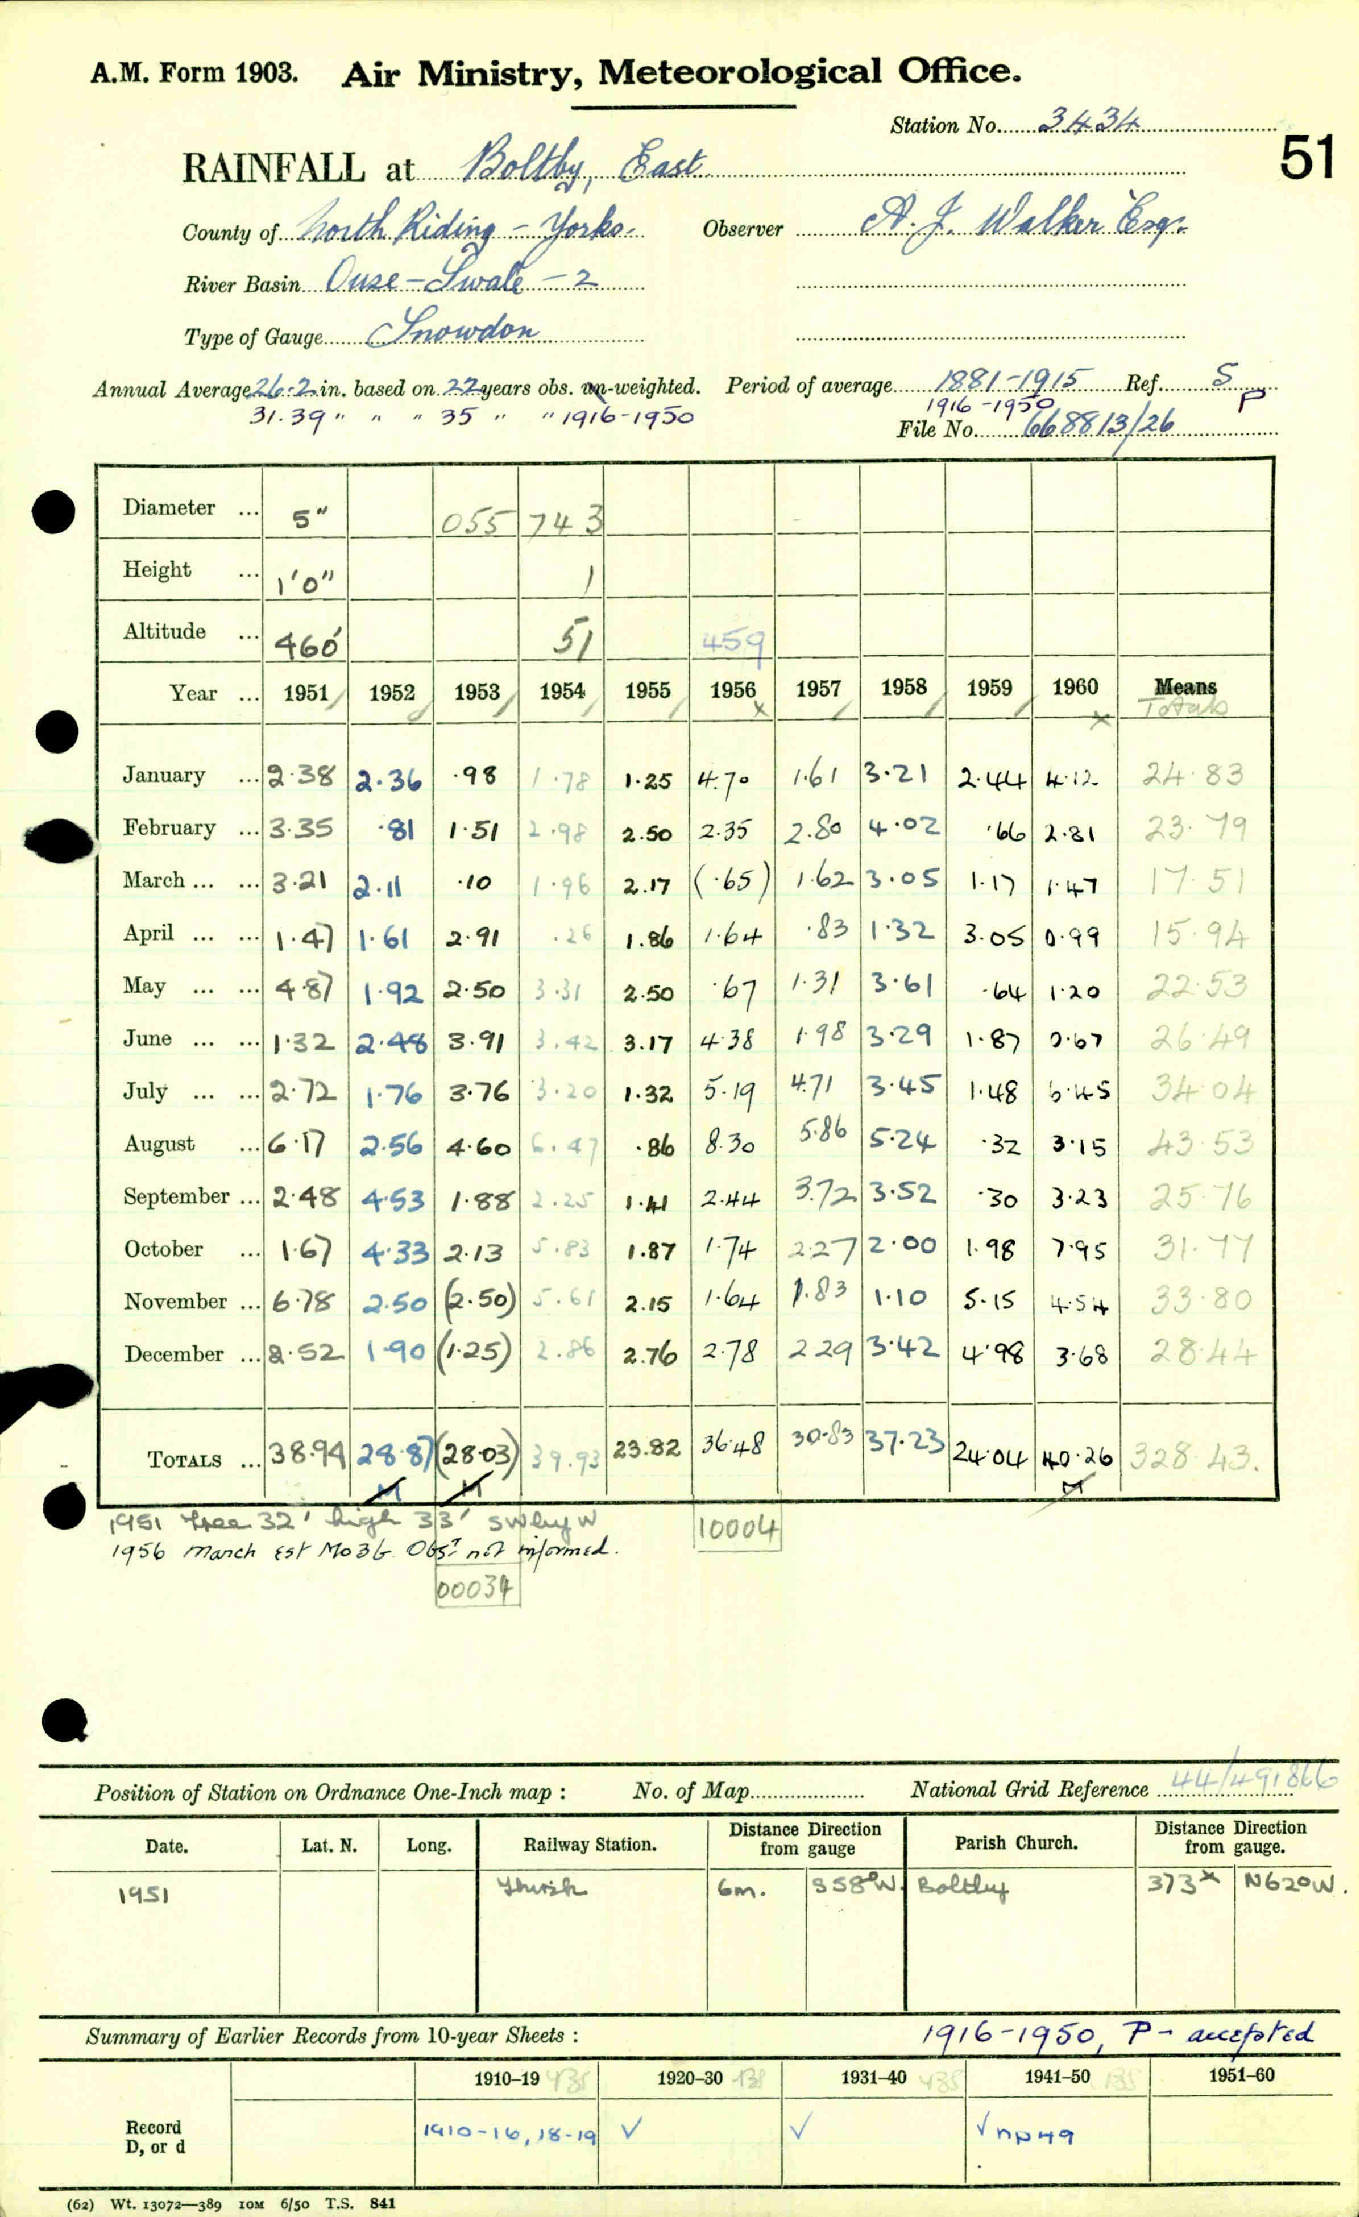 A.M. Form 1903. Air Ministry, Meteorological Office.
Station No. 3434
51
RAINFALL at Boltby, East
County of North Riding - Yorks. Observer A. J. Walker Esq.
River Basin Ouse - Swale - 2
Type of Gauge Snowdon
Annual Average 26.2 in. based on 22 years obs. un-weighted. Period of average 1881-1915 Ref. S
31.39 " " " 35 " " 1916-1950 1916-1950 P
File No. 668813/26
Diameter ... 5" 055 743
Height ... 1'0" 1
Altitude ... 460' 51 459
Year ... 1951 1952 1953 1954 1955 1956 1957 1958 1959 1960 Means
x x Totals
January ... 2.38 2.36 .98 1.78 1.25 4.70 1.61 3.21 2.44 4.12 24.83
February ... 3.35 .81 1.51 2.98 2.50 2.35 2.80 4.02 .66 2.81 23.79
March ... ... 3.21 2.11 .10 1.96 2.17 (.65) 1.62 3.05 1.17 1.47 17.51
April ... ... 1.47 1.61 2.91 .26 1.86 1.64 .83 1.32 3.05 0.99 15.94
May ... ... 4.87 1.92 2.50 3.31 2.50 .67 1.31 3.61 .64 1.20 22.53
June ... ... 1.32 2.48 3.91 3.42 3.17 4.38 1.98 3.29 1.87 0.67 26.49
July ... ... 2.72 1.76 3.76 3.20 1.32 5.19 4.71 3.45 1.48 6.45 34.04
August ... 6.17 2.56 4.60 6.47 .86 8.30 5.86 5.24 .32 3.15 43.53
September ... 2.48 4.53 1.88 2.25 1.41 2.44 3.72 3.52 .30 3.23 25.76
October ... 1.67 4.33 2.13 5.83 1.87 1.74 2.27 2.00 1.98 7.95 31.77
November ... 6.78 2.50 (2.50) 5.61 2.15 1.64 1.83 1.10 5.15 4.54 33.80
December ... 2.52 1.90 (1.25) 2.86 2.76 2.78 2.29 3.42 4.98 3.68 28.44
TOTALS ... 38.94 28.87 (28.03) 39.93 23.82 36.48 30.83 37.23 24.04 40.26 328.43.
M M M
1951 Tree 32' high 33' SW by W 10004
1956 March est Mo3b. Obsr. not informed.
00034
Position of Station on Ordnance One-Inch map : No. of Map National Grid Reference 44/491866
Date. Lat. N. Long. Railway Station. Distance Direction from gauge Parish Church. Distance Direction from gauge.
1951 Thirsk 6m. S58°W. Boltby 373x N62°W.
Summary of Earlier Records from 10-year Sheets : 1916-1950, P - accepted
1910–19 1920–30 1931–40 1941–50 1951–60
Record
D, or d 1910-16, 18-19 √ √ √ np49
(62) Wt. 13072—389 10M 6/50 T.S. 841